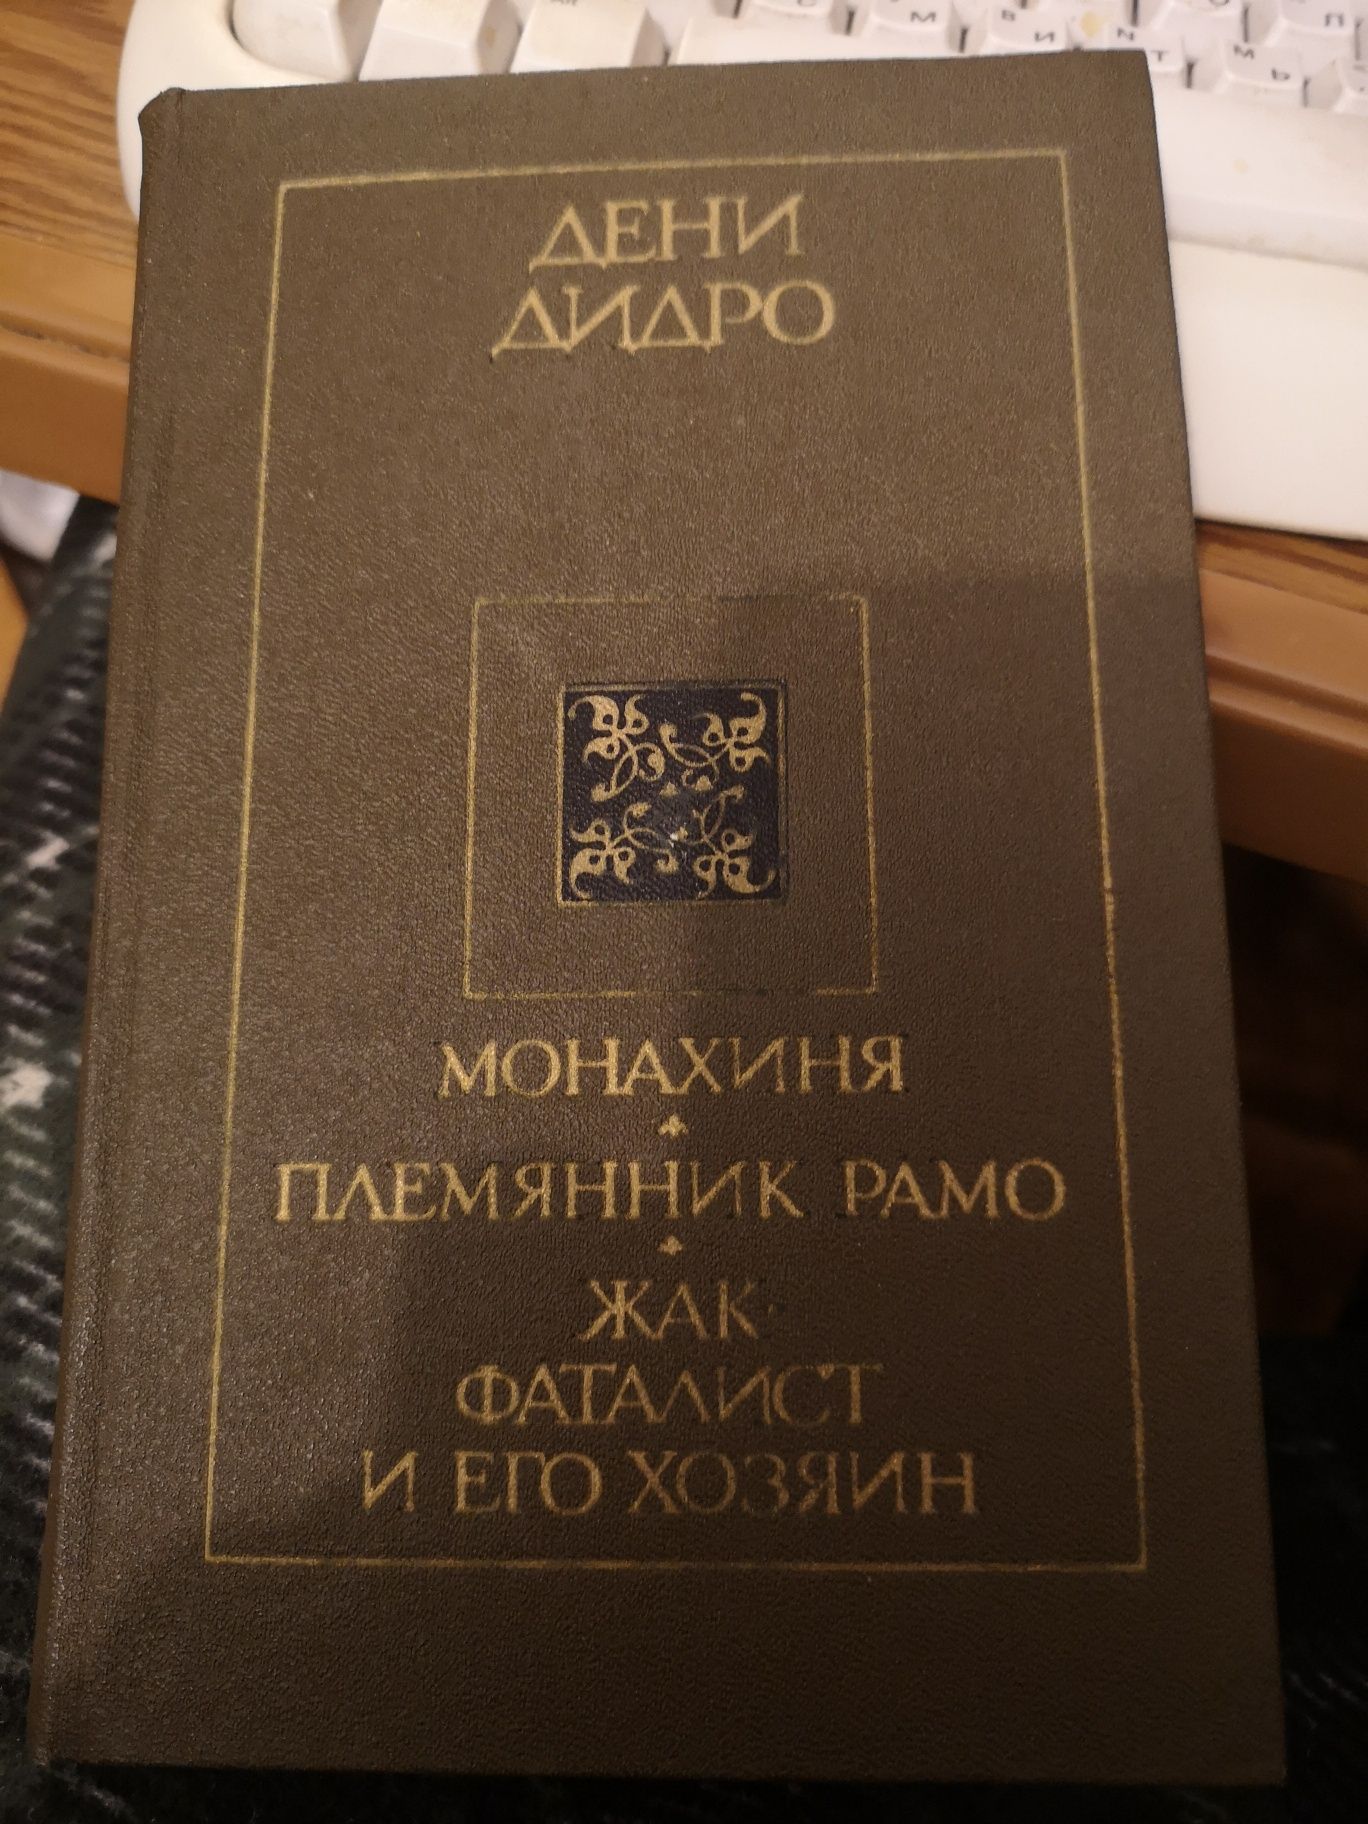 ДЕНИ
ДИДРО
МОНАХИНЯ
ПЛЕМЯННИК РАМО
ЖАК
ФАТАЛИСТ
И ЕГО ХОЗЯИН